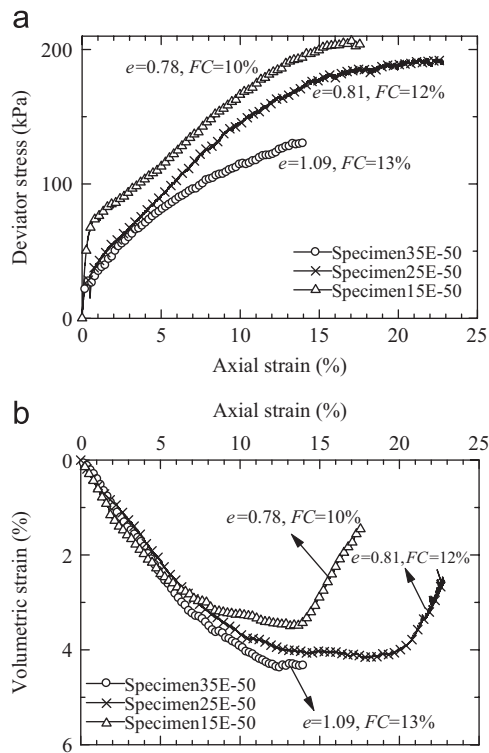 a
200
100
0
Deviator stress (kPa)
e=0.78, FC=10%
e=0.81, FC=12%
e=1.09, FC=13%
Specimen35E-50
Specimen25E-50
Specimen15E-50
0 5 10 15 20 25
Axial strain (%)
b
Axial strain (%)
0 5 10 15 20 25
0
2
4
6
Volumetric strain (%)
e=0.78, FC=10%
e=0.81, FC=12%
Specimen35E-50
Specimen25E-50
Specimen15E-50
e=1.09, FC=13%